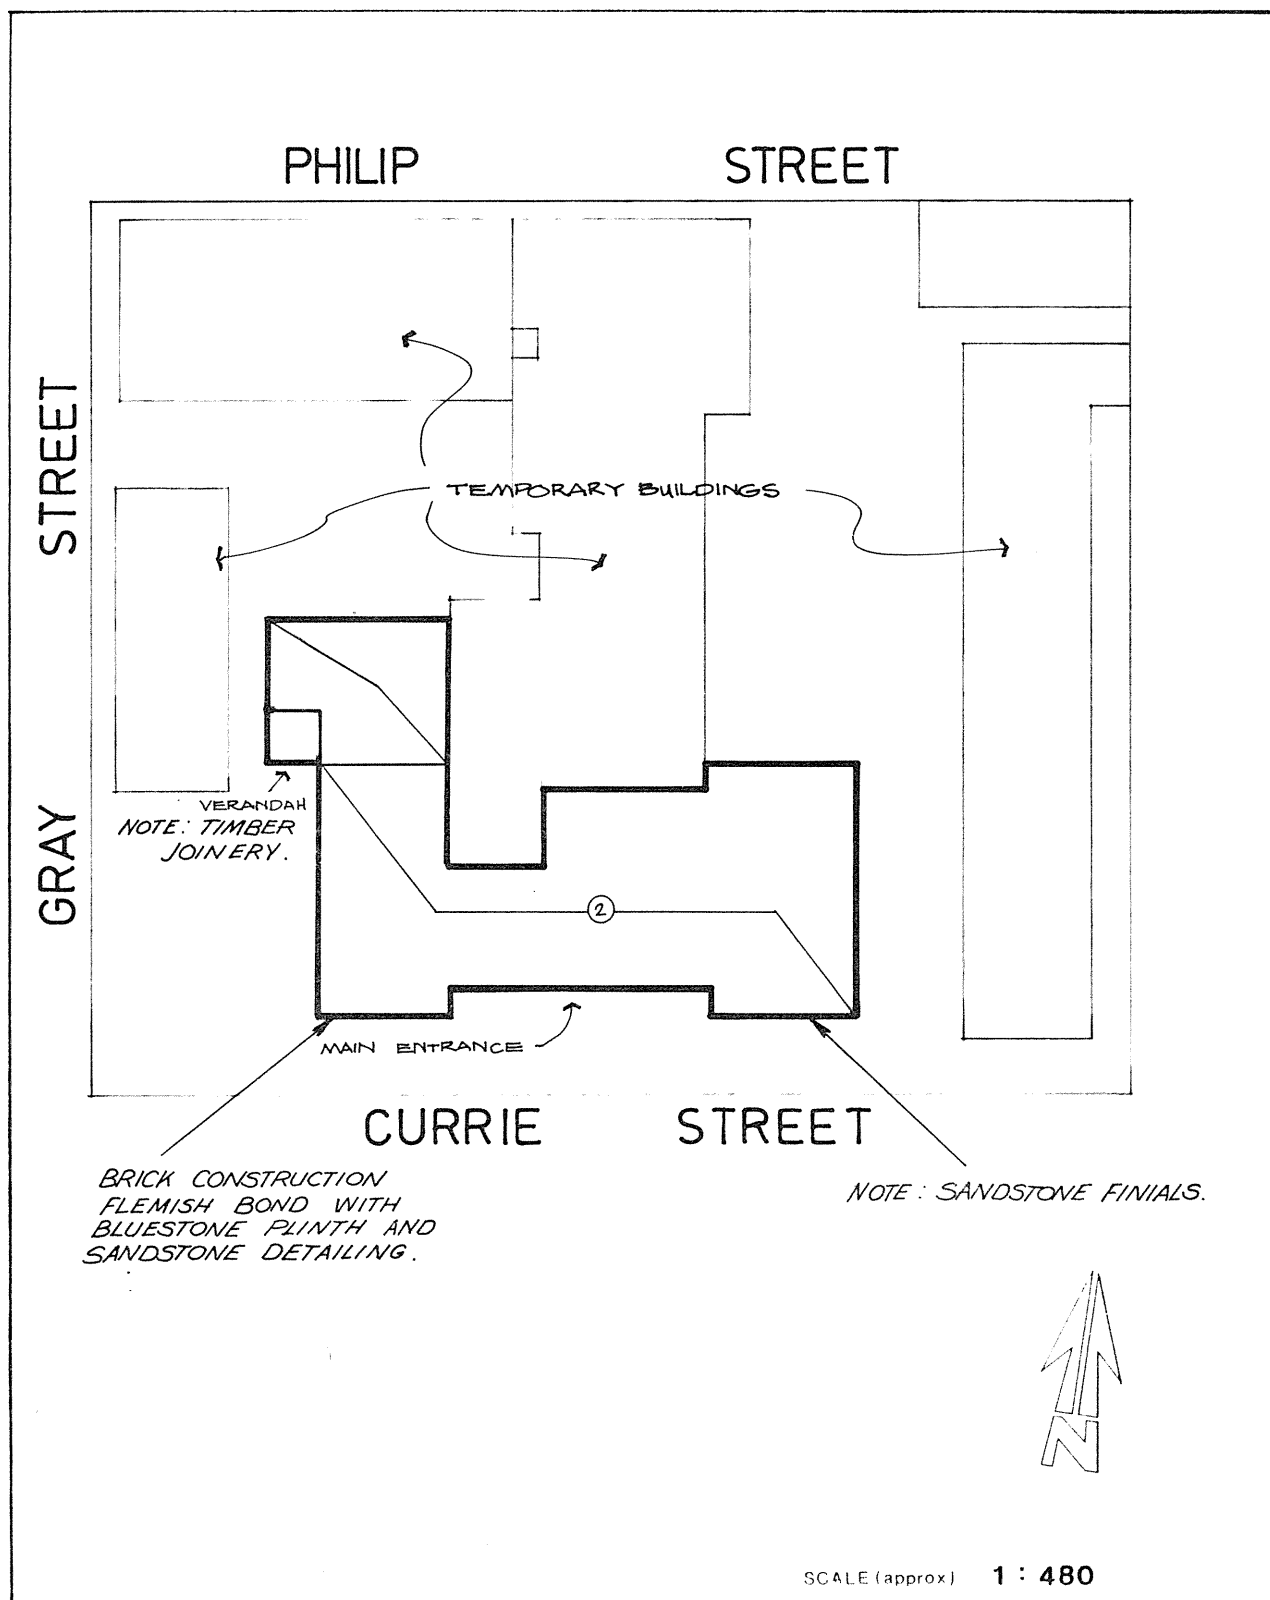 PHILIP STREET
GRAY STREET
TEMPORARY BUILDINGS
VERANDAH
NOTE: TIMBER
JOINERY.
2
MAIN ENTRANCE
CURRIE STREET
BRICK CONSTRUCTION
FLEMISH BOND WITH
BLUESTONE PLINTH AND
SANDSTONE DETAILING.
NOTE: SANDSTONE FINIALS.
N
SCALE (approx) 1 : 480